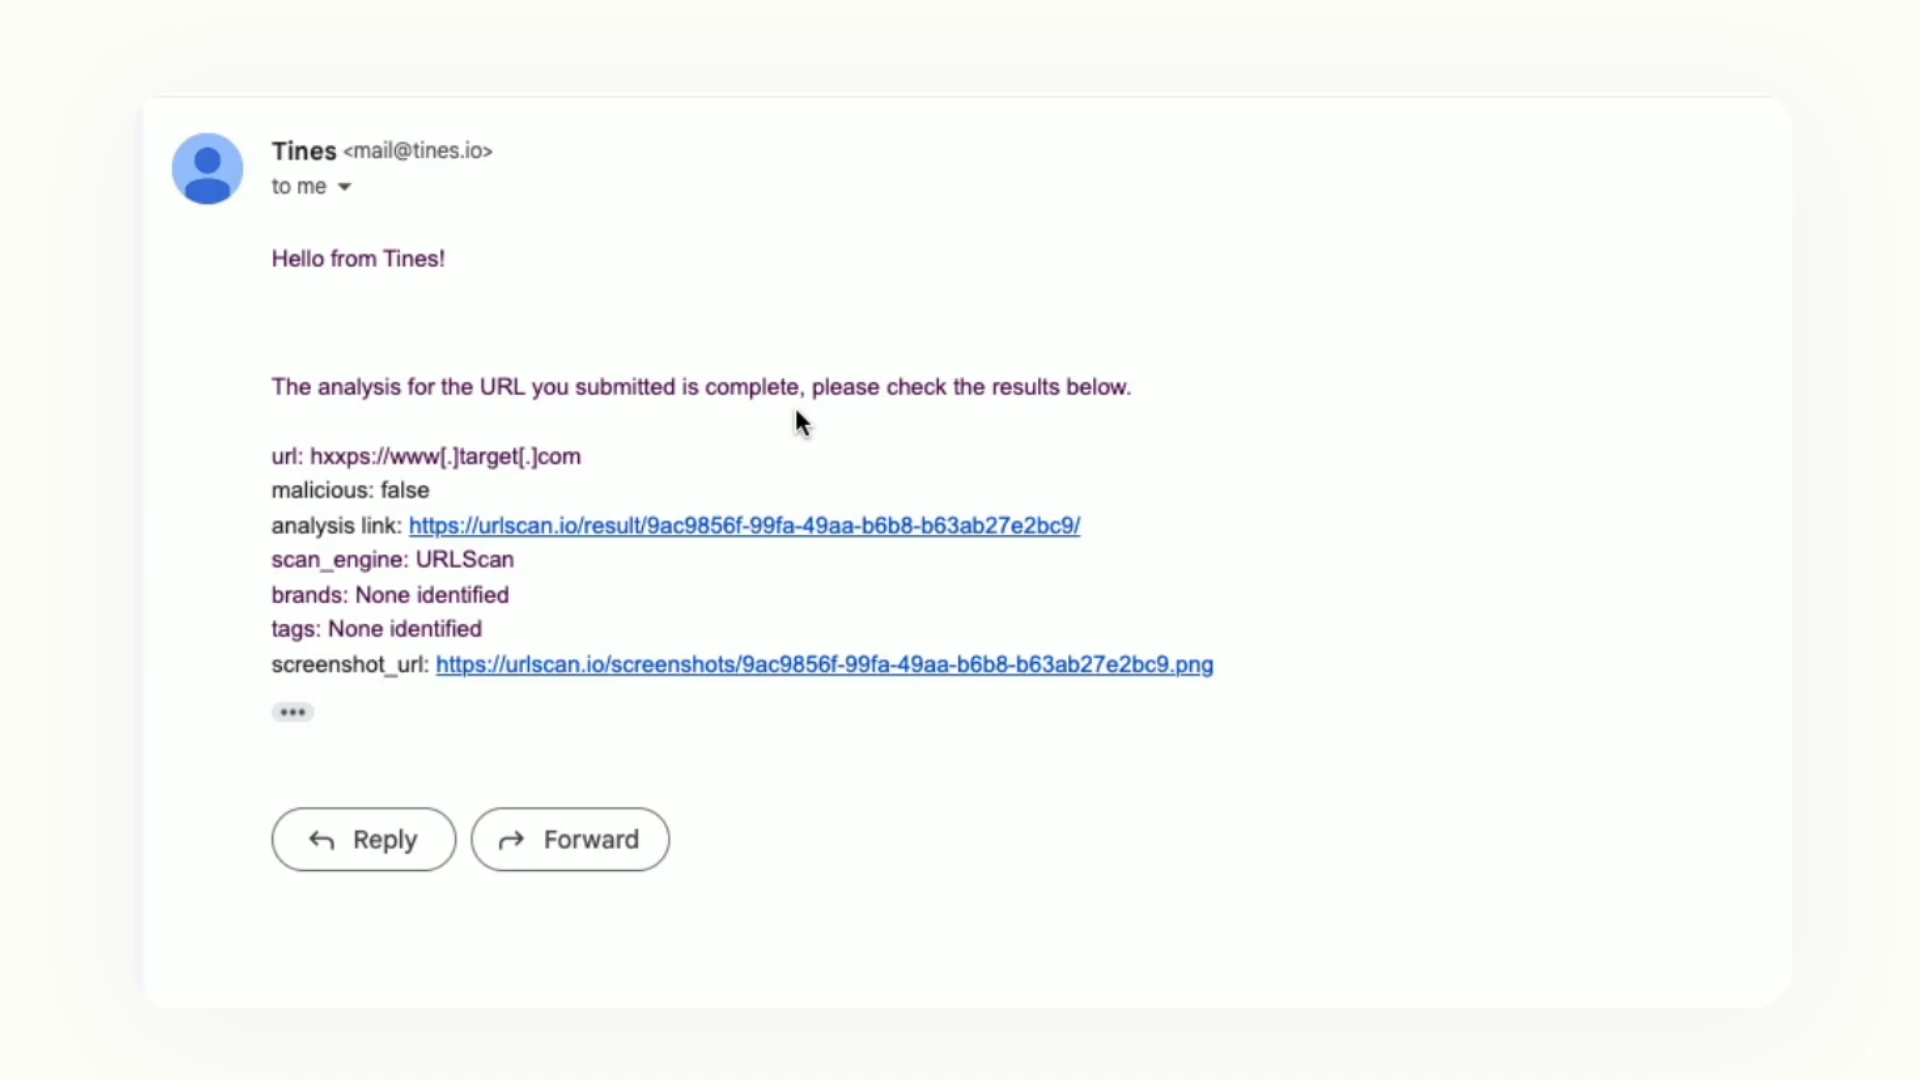 Tines <mail@tines.io>
to me
Hello from Tines!
The analysis for the URL you submitted is complete, please check the results below.
url: hxxps://www[.]target[.]com
malicious: false
analysis link: https://urlscan.io/result/9ac9856f-99fa-49aa-b6b8-b63ab27e2bc9/
scan_engine: URLScan
brands: None identified
tags: None identified
screenshot_url: https://urlscan.io/screenshots/9ac9856f-99fa-49aa-b6b8-b63ab27e2bc9.png
Reply Forward